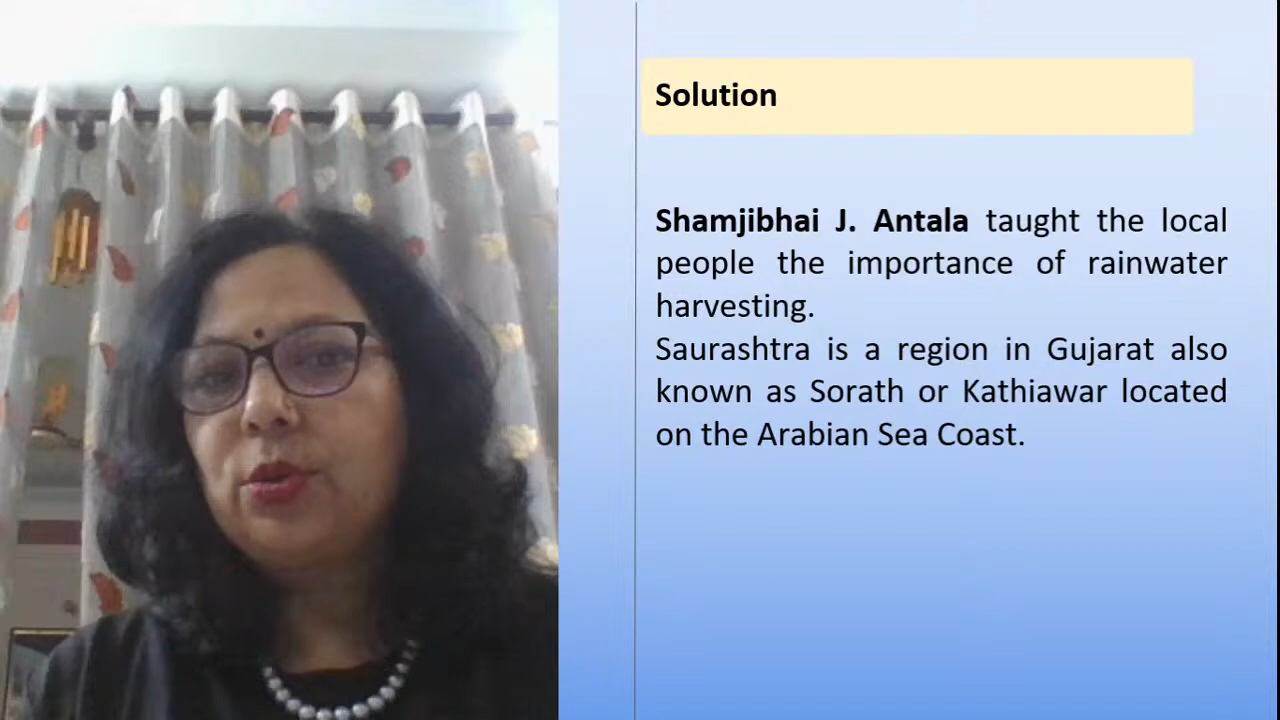 Solution
Shamjibhai J. Antala taught the local
people the importance of rainwater
harvesting.
Saurashtra is a region in Gujarat also
known as Sorath or Kathiawar located
on the Arabian Sea Coast.